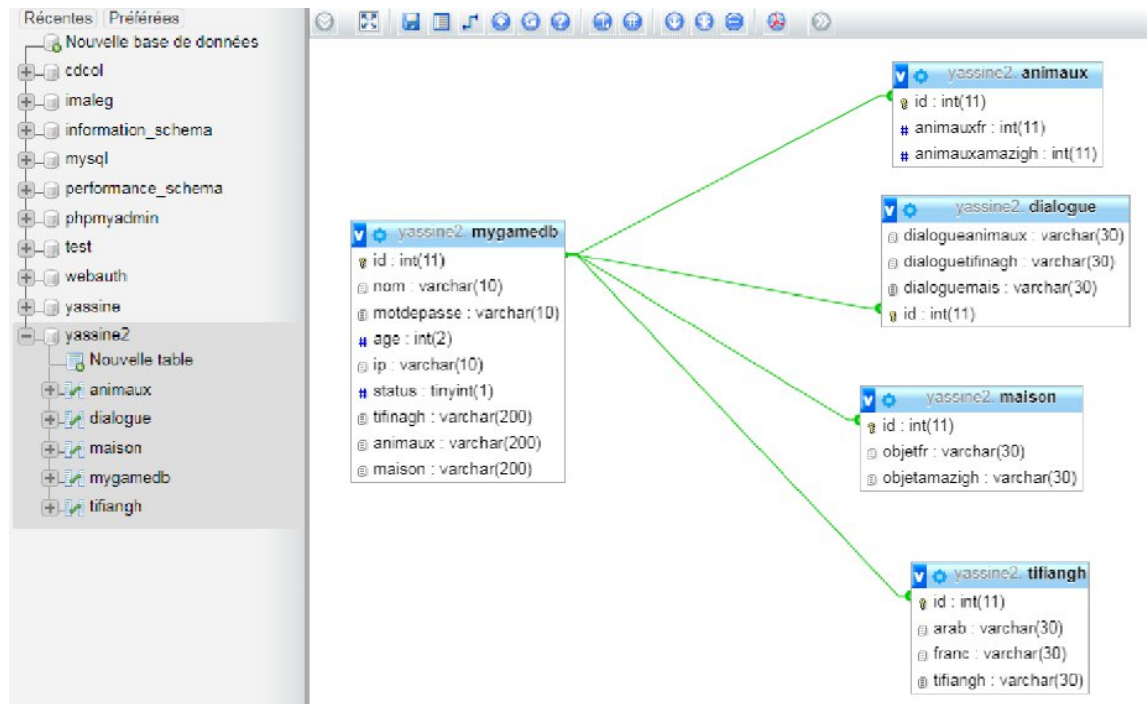 Récentes Préférées
Nouvelle base de données
cdcol
imaleg
information_schema
mysql
performance_schema
phpmyadmin
test
webauth
yassine
yassine2
Nouvelle table
animaux
dialogue
maison
mygamedb
tifiangh
yassine2. mygamedb
id : int(11)
nom : varchar(10)
motdepasse : varchar(10)
age : int(2)
ip : varchar(10)
status : tinyint(1)
tifinagh : varchar(200)
animaux : varchar(200)
maison : varchar(200)
yassine2. animaux
id : int(11)
animauxfr : int(11)
animauxamazigh : int(11)
yassine2. dialogue
dialogueanimaux : varchar(30)
dialoguetifinagh : varchar(30)
dialoguemais : varchar(30)
id : int(11)
yassine2. maison
id : int(11)
objetfr : varchar(30)
objetamazigh : varchar(30)
yassine2. tifiangh
id : int(11)
arab : varchar(30)
franc : varchar(30)
tifiangh : varchar(30)